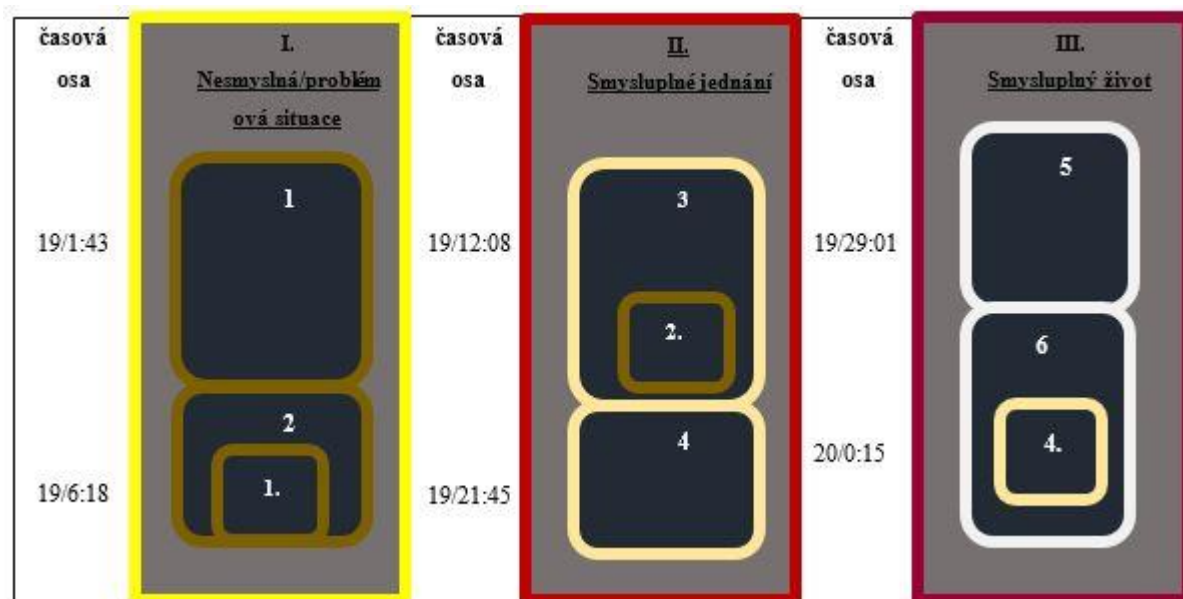 časová
osa
I.
Nesmyslná/problém
ová situace
časová
osa
II.
Smysluplné jednání
časová
osa
III.
Smysluplný život
19/1:43
1
19/6:18
2
1.
19/12:08
3
2.
19/21:45
4
19/29:01
5
20/0:15
6
4.